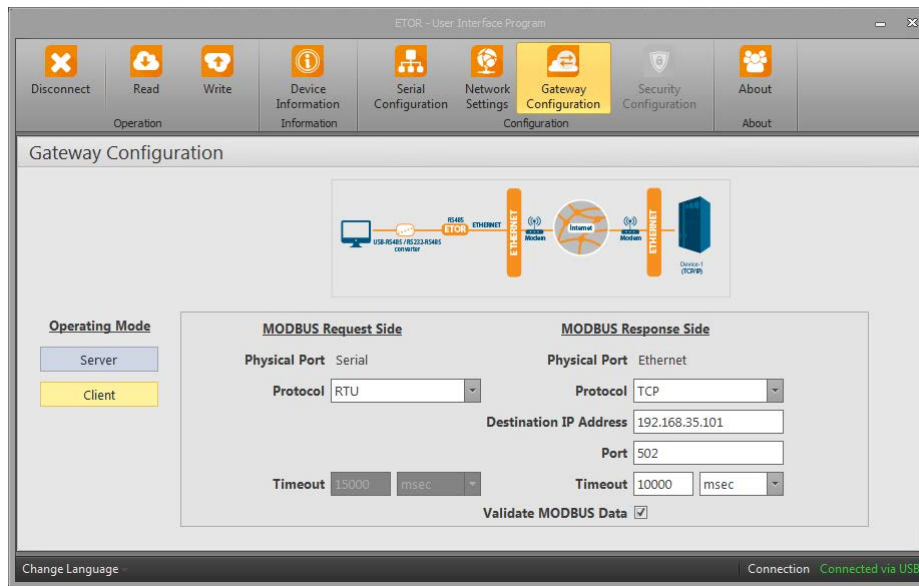 ETOR - User Interface Program
Disconnect
Read
Write
Device Information
Serial Configuration
Network Settings
Gateway Configuration
Security Configuration
About
Operation
Information
Configuration
About
Gateway Configuration
RS485
ETOR
ETHERNET
USB-RS485 / RS232-RS485
converter
ETHERNET
Modem
Internet
Modem
ETHERNET
Device-1
(TCP/IP)
Operating Mode
Server
Client
MODBUS Request Side
MODBUS Response Side
Physical Port Serial
Physical Port Ethernet
Protocol RTU
Protocol TCP
Destination IP Address 192.168.35.101
Port 502
Timeout 15000 msec
Timeout 10000 msec
Validate MODBUS Data
Change Language
Connection Connected via USB